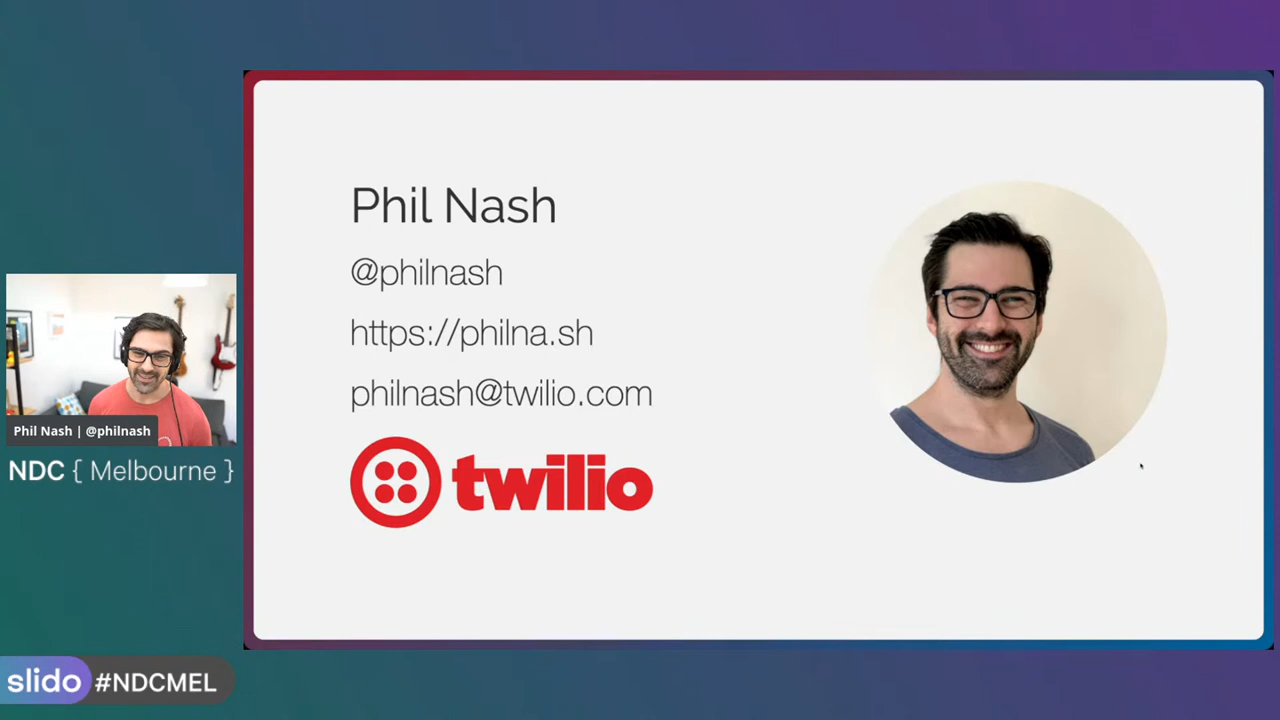 Phil Nash
@philnash
https://philna.sh
philnash@twilio.com
twilio
Phil Nash | @philnash
NDC { Melbourne }
slido #NDCMEL